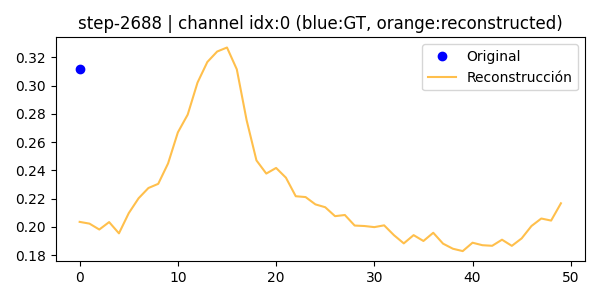 step-2688 | channel idx:0 (blue:GT, orange:reconstructed)
Original
Reconstrucción
0.32
0.30
0.28
0.26
0.24
0.22
0.20
0.18
0 10 20 30 40 50